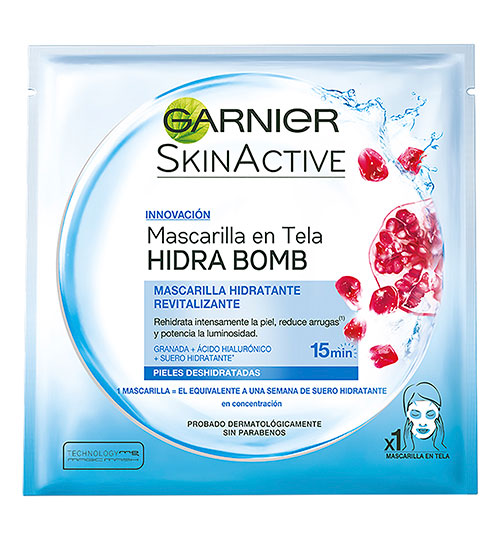 GARNIER
SKINACTIVE
INNOVACIÓN
Mascarilla en Tela
HIDRA BOMB
MASCARILLA HIDRATANTE
REVITALIZANTE
Rehidrata intensamente la piel, reduce arrugas(1)
y potencia la luminosidad.
GRANADA + ÁCIDO HIALURÓNICO
+ SUERO HIDRATANTE*
15min
PIELES DESHIDRATADAS
1 MASCARILLA = EL EQUIVALENTE A UNA SEMANA DE SUERO HIDRATANTE
en concentración
PROBADO DERMATOLÓGICAMENTE
SIN PARABENOS
x1
MASCARILLA EN TELA
TECHNOLOGY